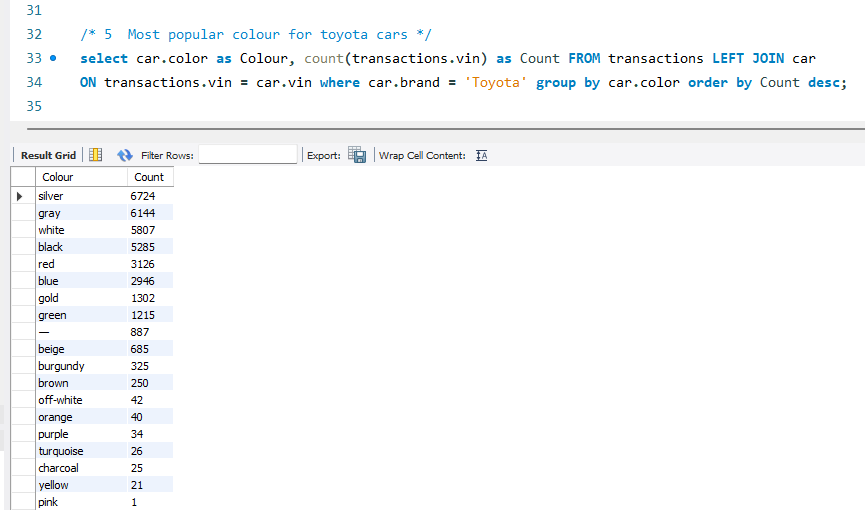 31
32 /* 5 Most popular colour for toyota cars */
33 select car.color as Colour, count(transactions.vin) as Count FROM transactions LEFT JOIN car
34 ON transactions.vin = car.vin where car.brand = 'Toyota' group by car.color order by Count desc;
35
Result Grid Filter Rows: Export: Wrap Cell Content:
Colour Count
silver 6724
gray 6144
white 5807
black 5285
red 3126
blue 2946
gold 1302
green 1215
— 887
beige 685
burgundy 325
brown 250
off-white 42
orange 40
purple 34
turquoise 26
charcoal 25
yellow 21
pink 1